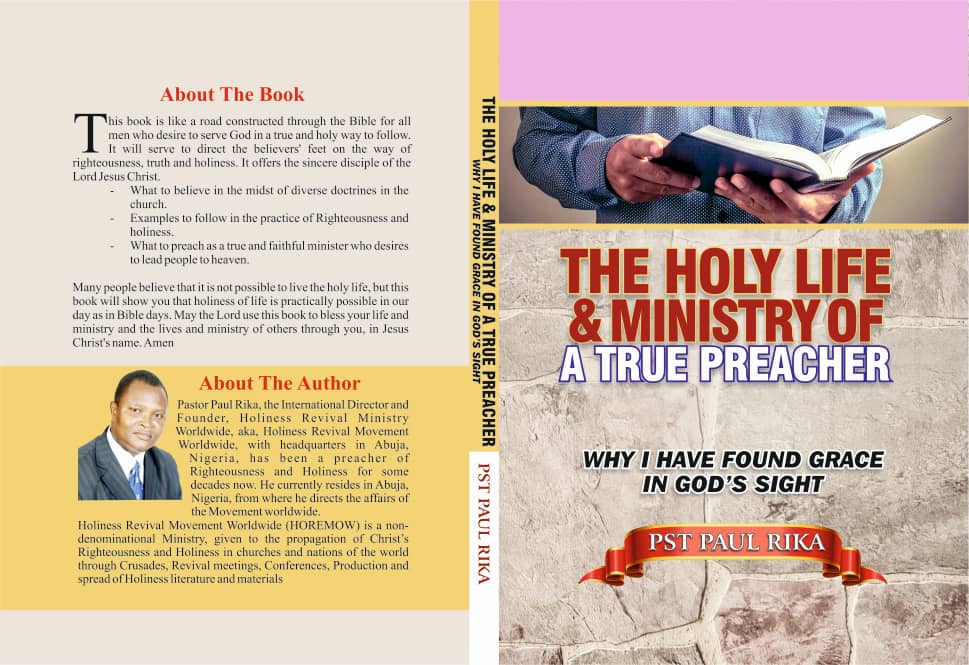 About The Book
This book is like a road constructed through the Bible for all
men who desire to serve God in a true and holy way to follow.
It will serve to direct the believers' feet on the way of
righteousness, truth and holiness. It offers the sincere disciple of the
Lord Jesus Christ.
- What to believe in the midst of diverse doctrines in the
church.
- Examples to follow in the practice of Righteousness and
holiness.
- What to preach as a true and faithful minister who desires
to lead people to heaven.
Many people believe that it is not possible to live the holy life, but this
book will show you that holiness of life is practically possible in our
day as in Bible days. May the Lord use this book to bless your life and
ministry and the lives and ministry of others through you, in Jesus
Christ's name. Amen
About The Author
Pastor Paul Rika, the International Director and
Founder, Holiness Revival Ministry
Worldwide, aka, Holiness Revival Movement
Worldwide, with headquarters in Abuja,
Nigeria, has been a preacher of
Righteousness and Holiness for some
decades now. He currently resides in Abuja,
Nigeria, from where he directs the affairs of
the Movement worldwide.
Holiness Revival Movement Worldwide (HOREMOW) is a non-
denominational Ministry, given to the propagation of Christ's
Righteousness and Holiness in churches and nations of the world
through Crusades, Revival meetings, Conferences, Production and
spread of Holiness literature and materials
THE HOLY LIFE & MINISTRY OF A TRUE PREACHER
WHY I HAVE FOUND GRACE IN GOD'S SIGHT
PST PAUL RIKA
THE HOLY LIFE
& MINISTRY OF
A TRUE PREACHER
WHY I HAVE FOUND GRACE
IN GOD'S SIGHT
PST PAUL RIKA